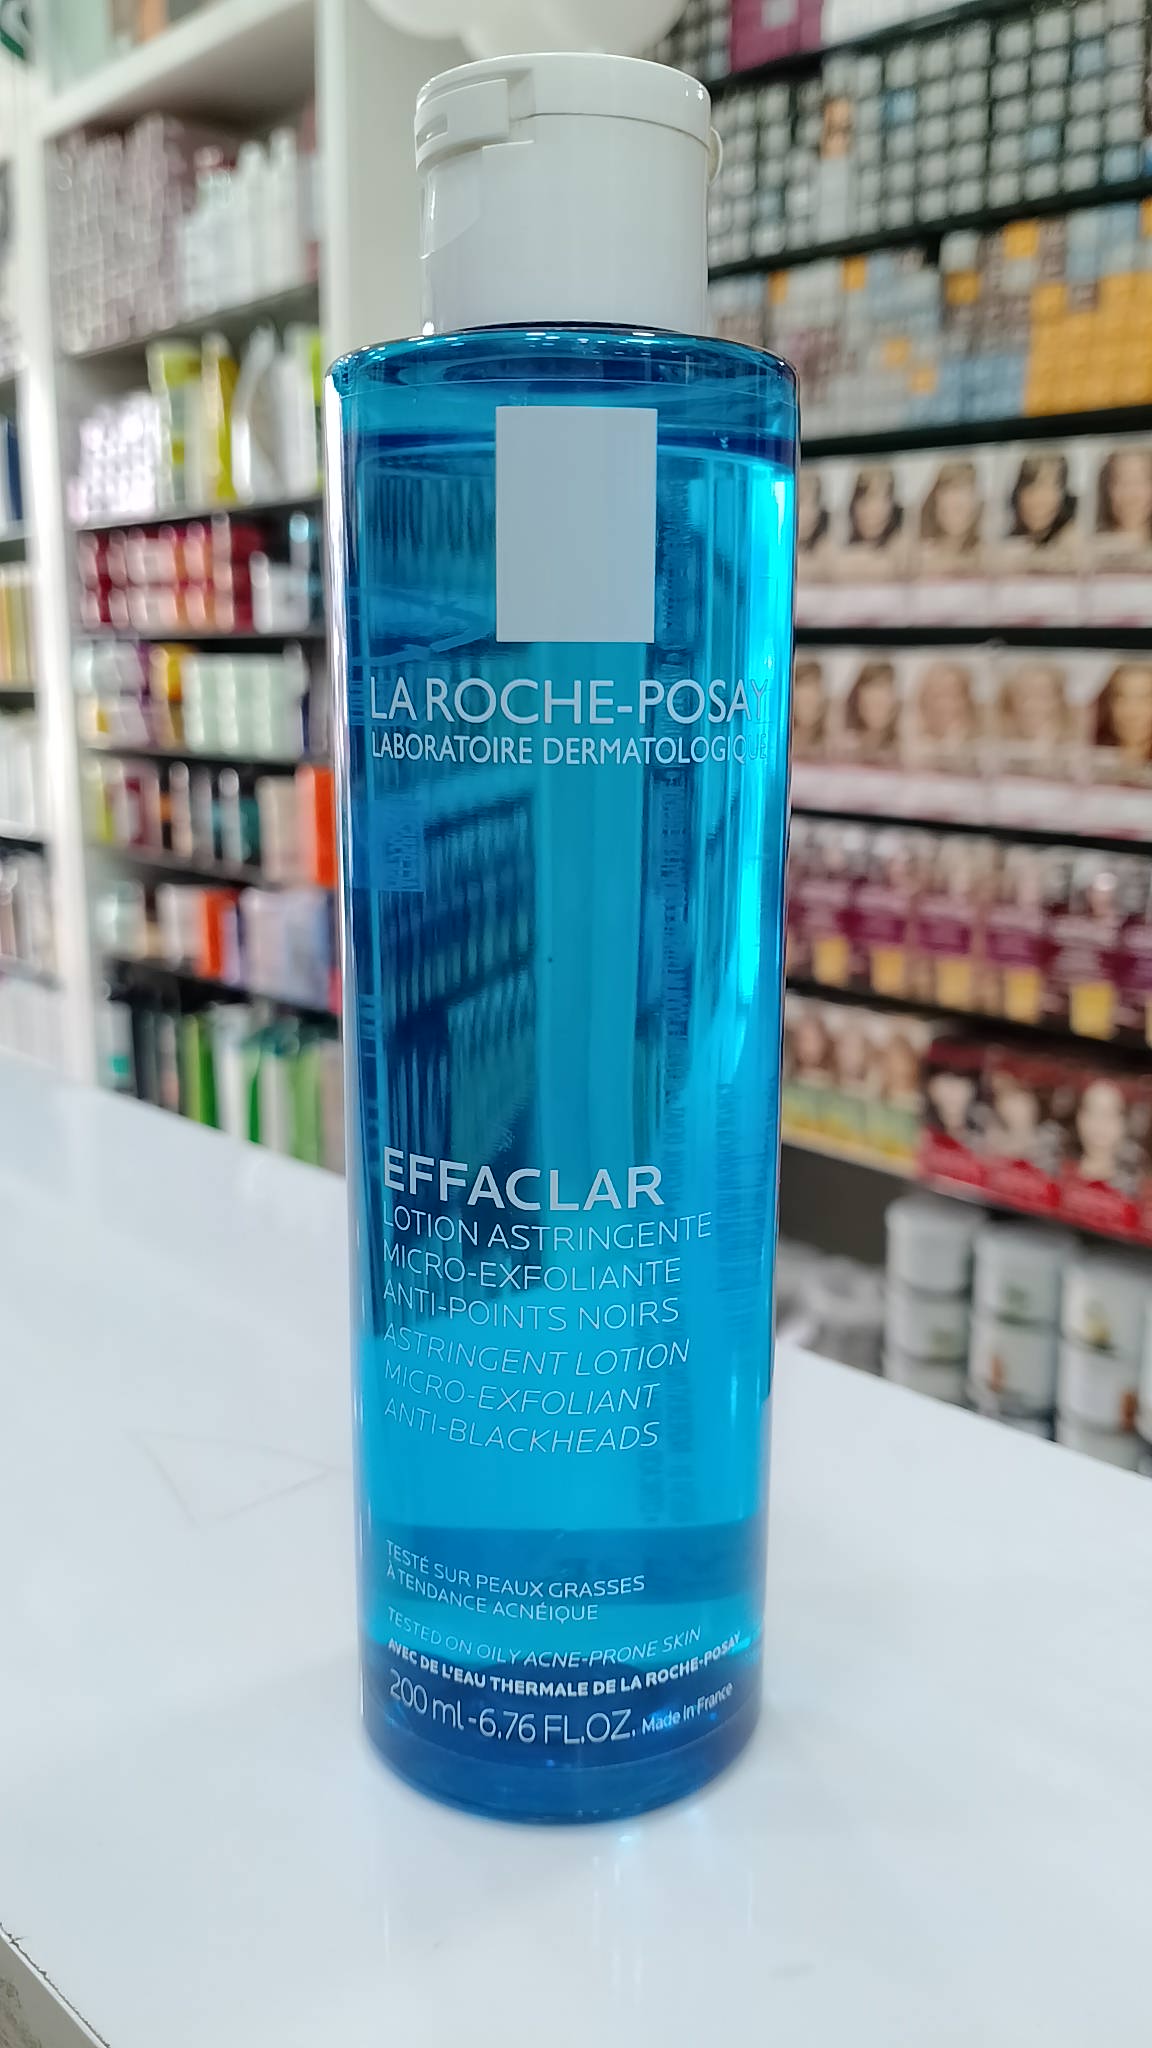 LA ROCHE-POSAY
LABORATOIRE DERMATOLOGIQUE
EFFACLAR
LOTION ASTRINGENTE
MICRO-EXFOLIANTE
ANTI-POINTS NOIRS
ASTRINGENT LOTION
MICRO-EXFOLIANT
ANTI-BLACKHEADS
TESTÉ SUR PEAUX GRASSES
À TENDANCE ACNÉIQUE
TESTED ON OILY ACNE-PRONE SKIN
AVEC DE L'EAU THERMALE DE LA ROCHE-POSAY
200 ml - 6.76 FL.OZ. Made in France